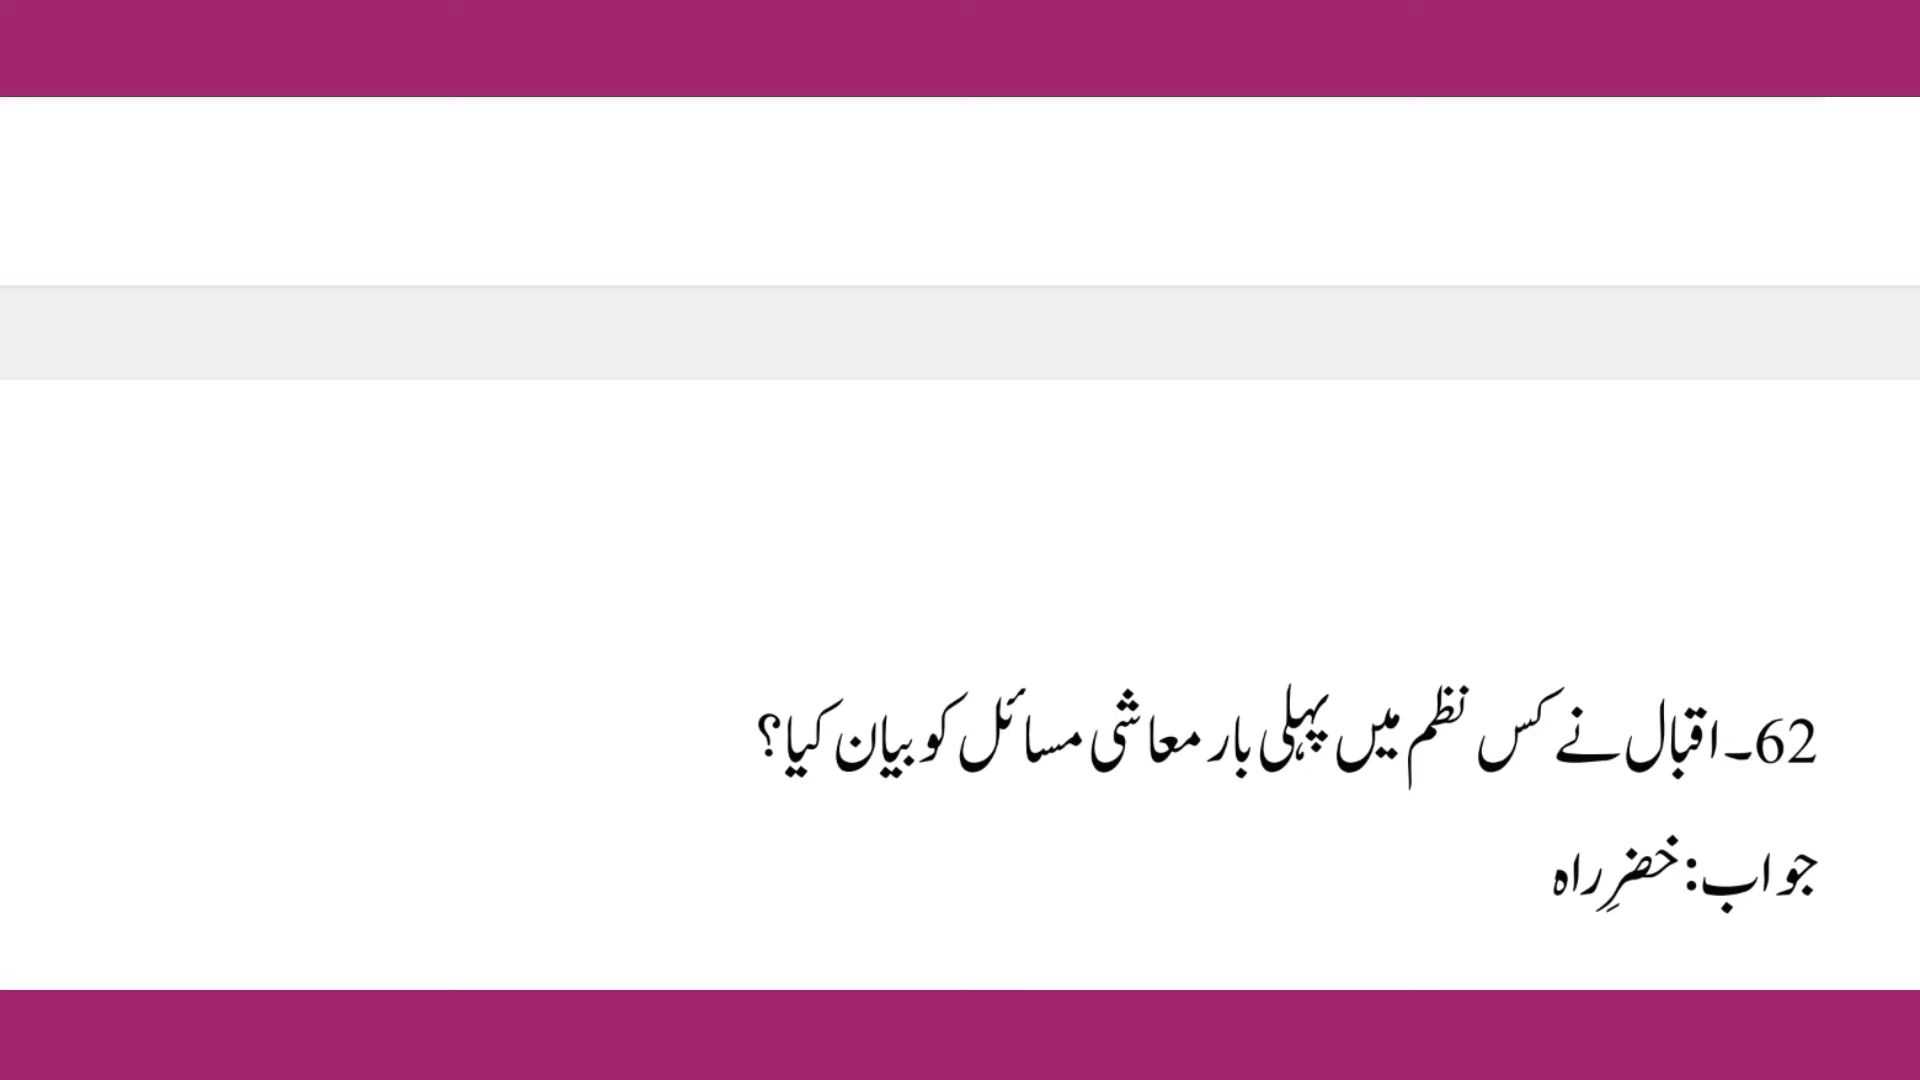 62۔اقبال نے کس نظم میں پہلی بار معاشی مسائل کو بیان کیا؟
جواب:خضرِراہ